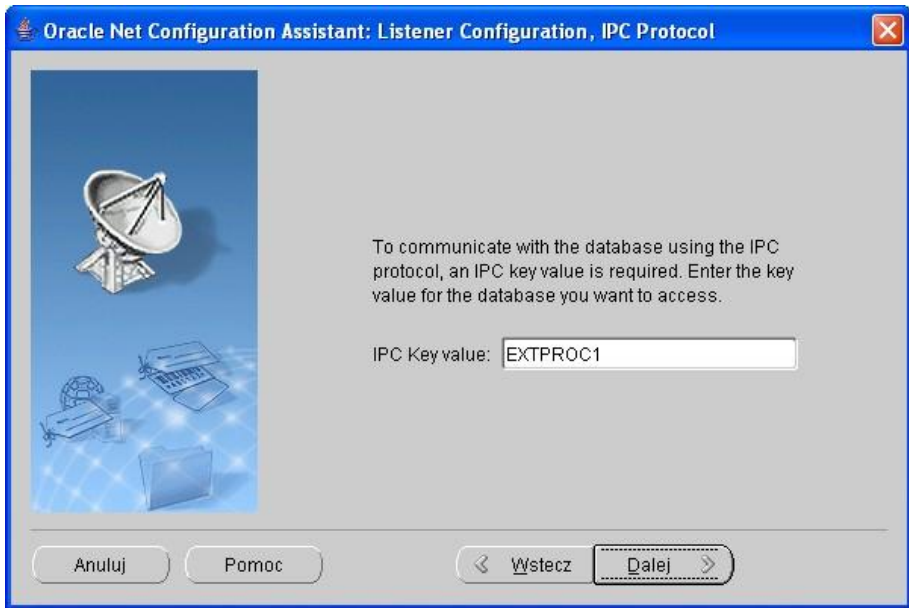 Oracle Net Configuration Assistant: Listener Configuration, IPC Protocol
To communicate with the database using the IPC
protocol, an IPC key value is required. Enter the key
value for the database you want to access.
IPC Key value: EXTPROC1
Anuluj Pomoc Wstecz Dalej